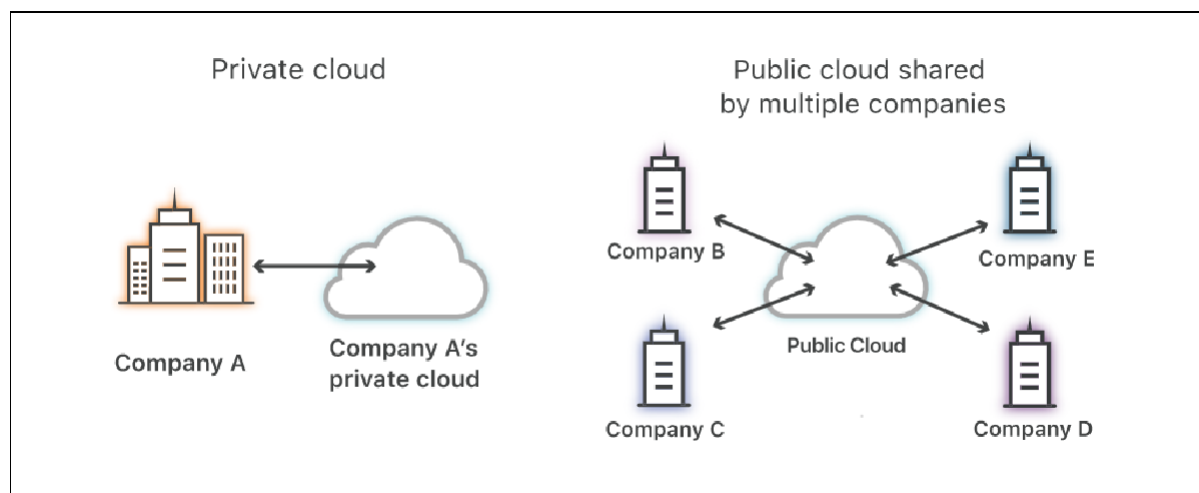 Private cloud
Company A
Company A's
private cloud
Public cloud shared
by multiple companies
Company B
Company E
Public Cloud
Company C
Company D